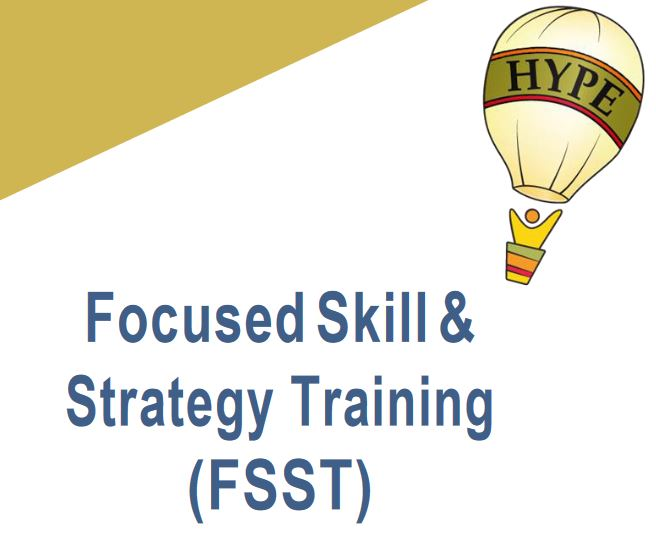 HYPE
Focused Skill &
Strategy Training
(FSST)